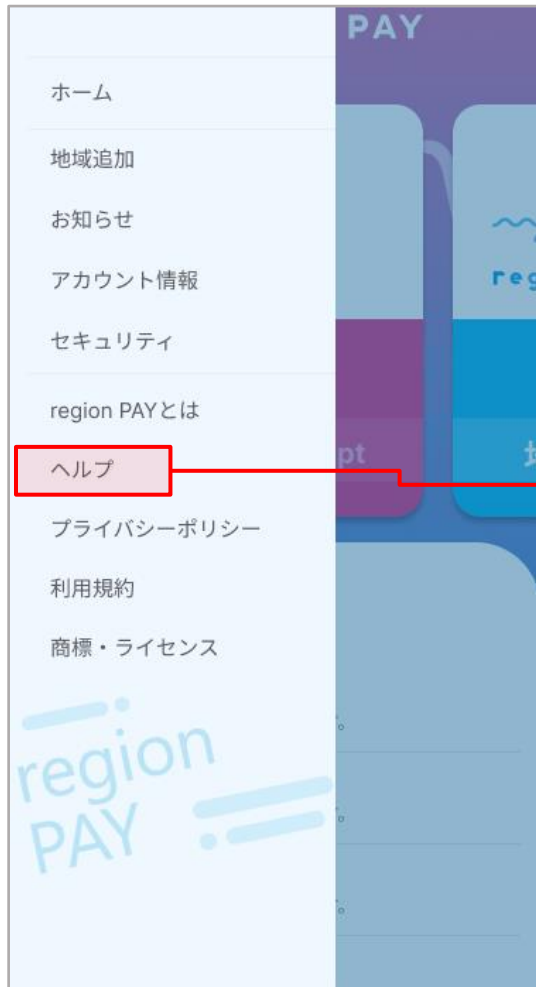 PAY
ホーム
地域追加
お知らせ
アカウント情報
セキュリティ
region PAYとは
ヘルプ
プライバシーポリシー
利用規約
商標・ライセンス
region
PAY
reg
pt
。
。
。